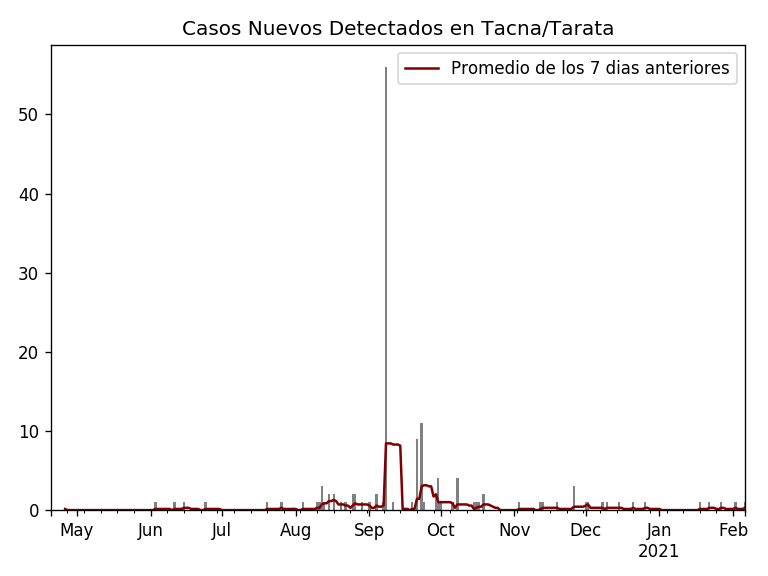 Casos Nuevos Detectados en Tacna/Tarata
Promedio de los 7 dias anteriores
50
40
30
20
10
0
May Jun Jul Aug Sep Oct Nov Dec Jan Feb
2021